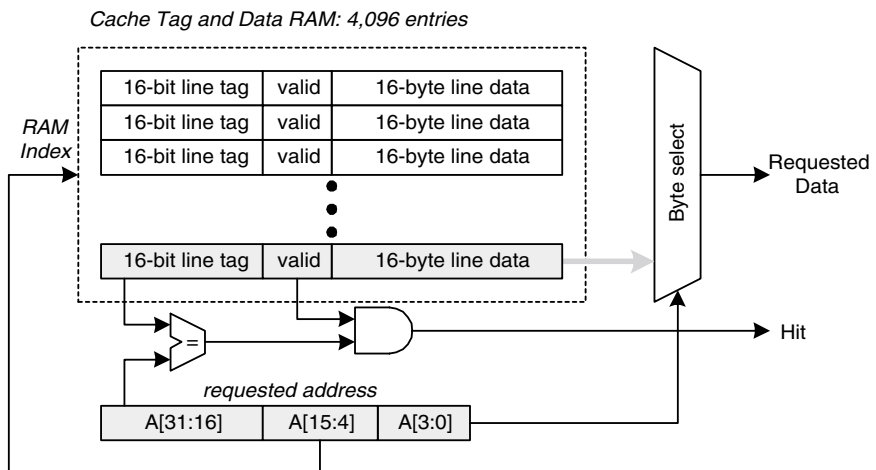 Cache Tag and Data RAM: 4,096 entries
16-bit line tag valid 16-byte line data
16-bit line tag valid 16-byte line data
16-bit line tag valid 16-byte line data
RAM
Index
Byte select
Requested
Data
16-bit line tag valid 16-byte line data
=
Hit
requested address
A[31:16] A[15:4] A[3:0]